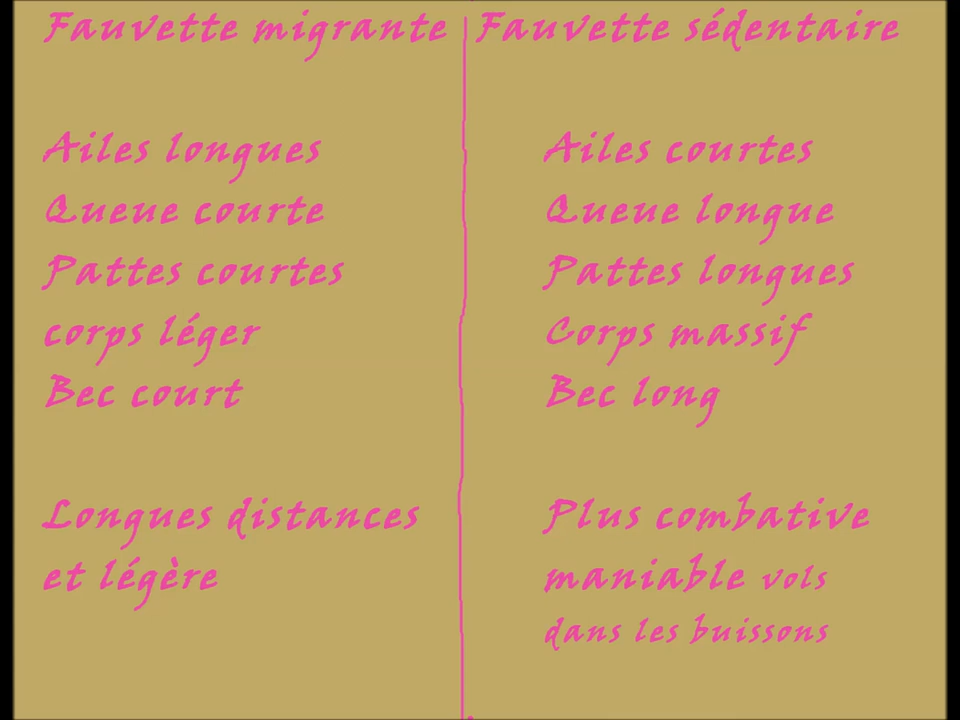 Fauvette migrante
Ailes longues
Queue courte
Pattes courtes
corps léger
Bec court
Longues distances
et légère
Fauvette sédentaire
Ailes courtes
Queue longue
Pattes longues
Corps massif
Bec long
Plus combative
maniable vols
dans les buissons